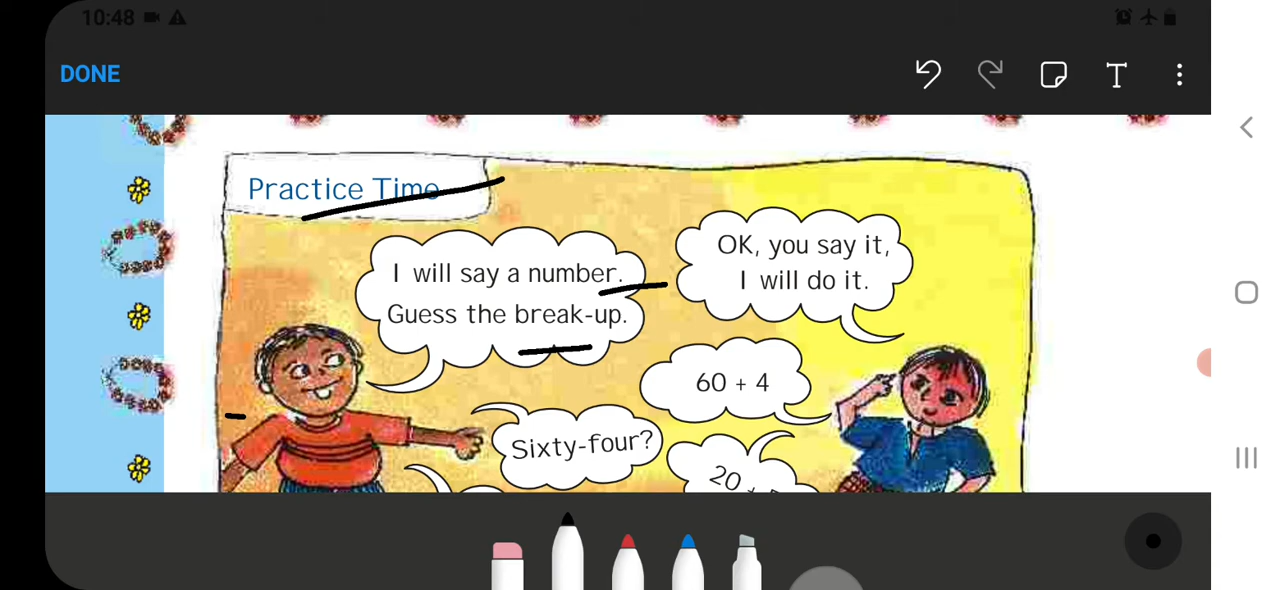 10:48
DONE
T
Practice Time
I will say a number.
Guess the break-up.
OK, you say it,
I will do it.
60 + 4
Sixty-four?
20 +